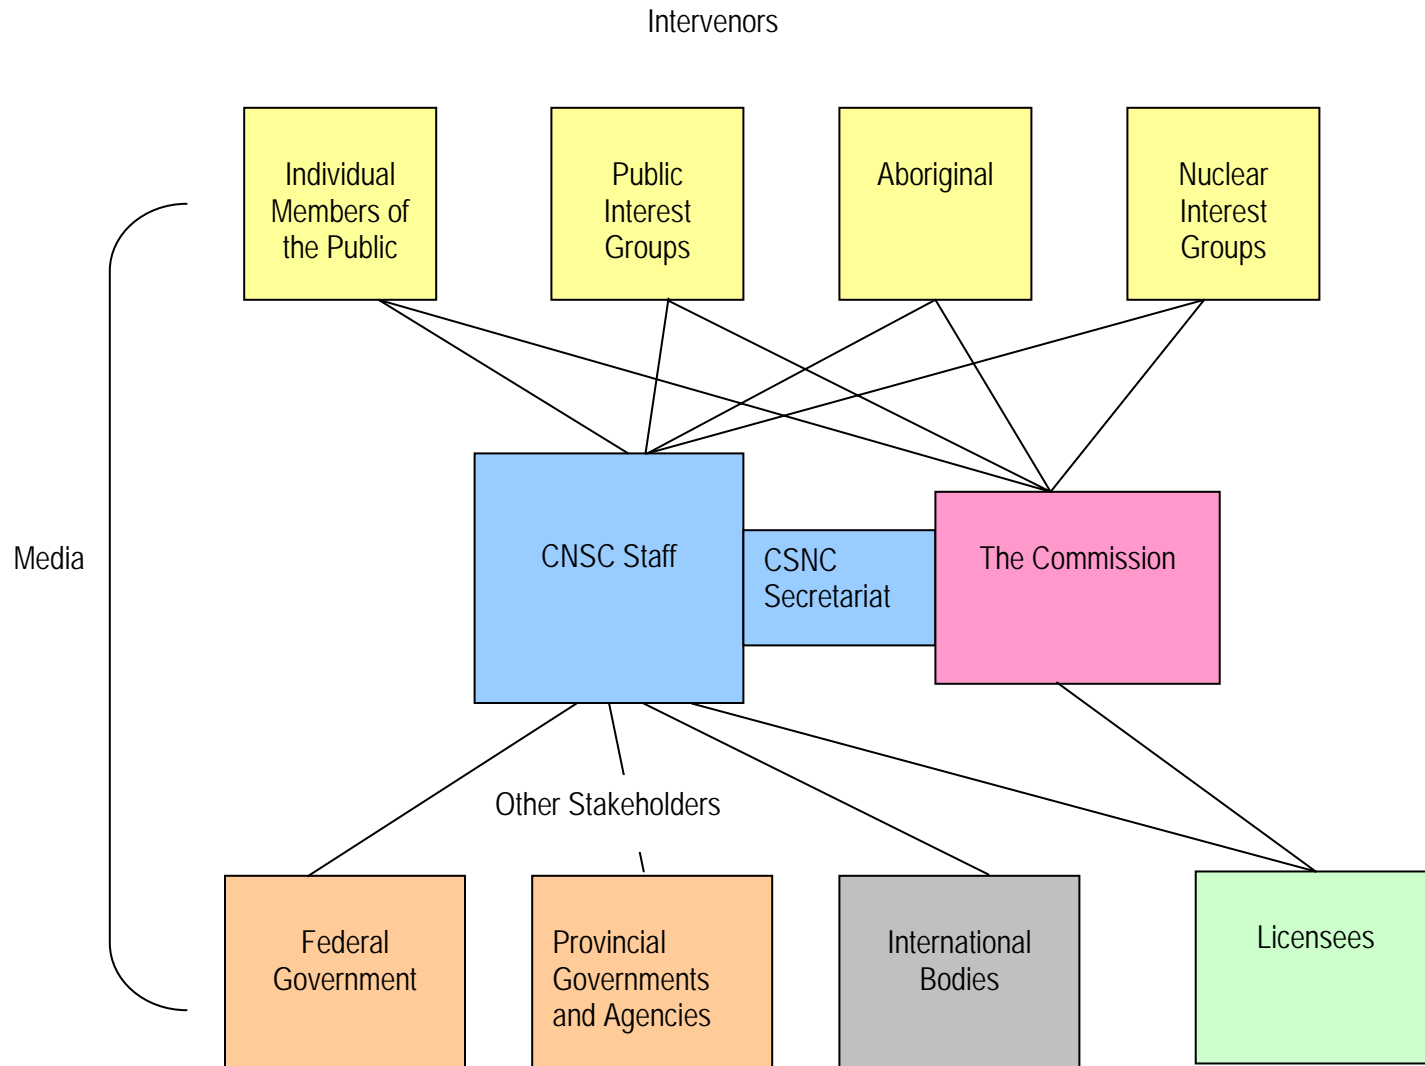 Intervenors
Individual
Members of
the Public
Public
Interest
Groups
Aboriginal
Nuclear
Interest
Groups
Media
CNSC Staff
CSNC
Secretariat
The Commission
Other Stakeholders
Federal
Government
Provincial
Governments
and Agencies
International
Bodies
Licensees